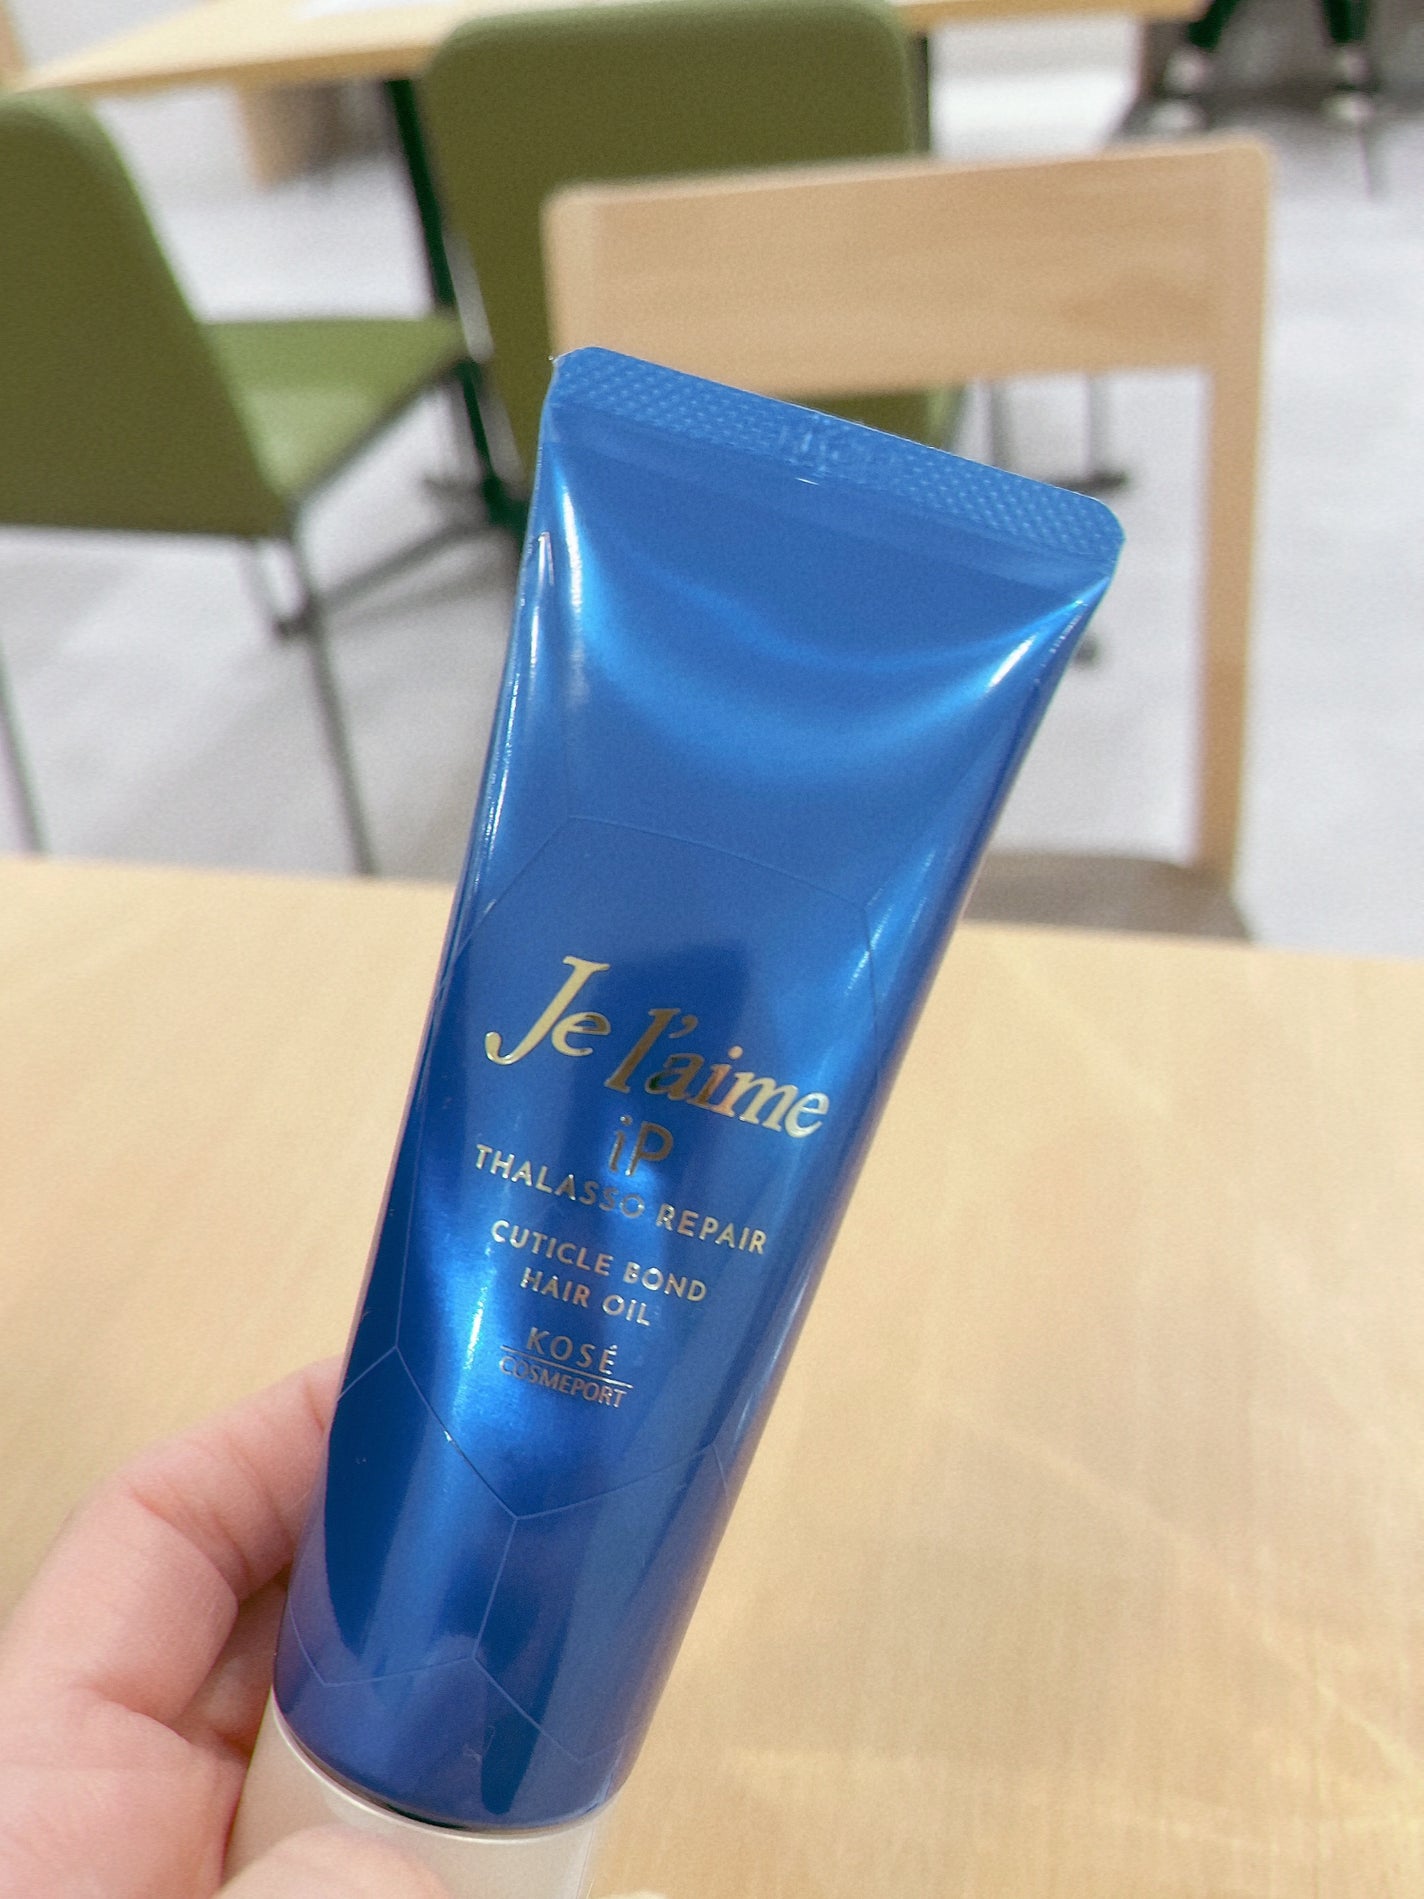 Je l'aime
iP
THALASSO REPAIR
CUTICLE BOND
HAIR OIL
KOSÉ
COSMEPORT